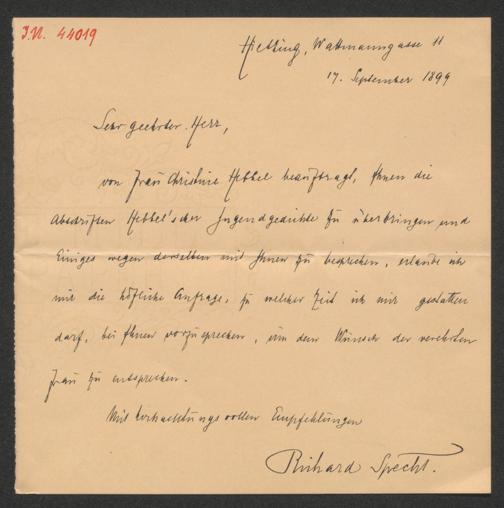 I.N. 44019
Hietzing, Wattmanngasse 11
17. September 1899
Sehr geehrter Herr,
von Frau Christine Hebbel beauftragt, Ihnen die
Abschriften Hebbel'scher Jugendgedichte zu überbringen und
Einiges wegen derselben mit Ihnen zu besprechen, erlaube ich
mir die höfliche Anfrage, zu welcher Zeit ich mir gestatten
darf, bei Ihnen vorzusprechen, um dem Wunsch der verehrten
Frau zu entsprechen.
Mit hochachtungsvollen Empfehlungen
Richard Specht.